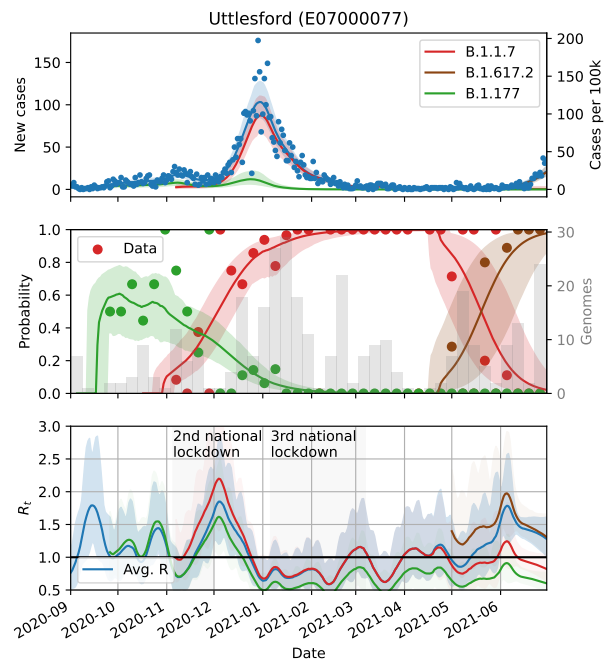 Uttlesford (E07000077)
New cases
150
100
50
0
B.1.1.7
B.1.617.2
B.1.177
200
150
100
50
0
Cases per 100k
Probability
1.0
0.8
0.6
0.4
0.2
0.0
Data
30
20
10
0
Genomes
R_t
3.0
2.5
2.0
1.5
1.0
0.5
2nd national
lockdown
3rd national
lockdown
Avg. R
2020-09
2020-10
2020-11
2020-12
2021-01
2021-02
2021-03
2021-04
2021-05
2021-06
Date